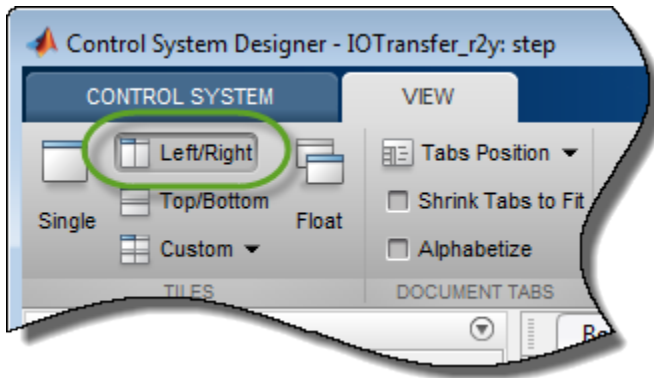 Control System Designer - IOTransfer_r2y: step
CONTROL SYSTEM
VIEW
Single
Left/Right
Top/Bottom
Custom
Float
TILES
Tabs Position
Shrink Tabs to Fit
Alphabetize
DOCUMENT TABS